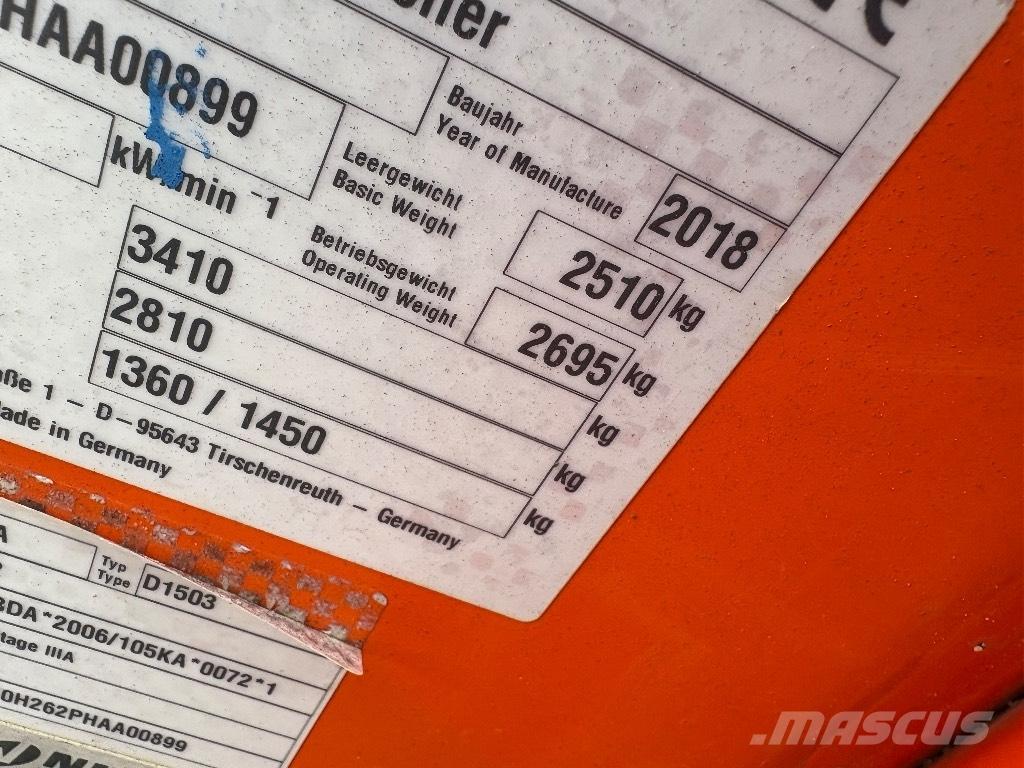 HAA00899
Baujahr
Year of Manufacture
2018
kW min -1
Leergewicht
Basic Weight
2510 kg
Betriebsgewicht
Operating Weight
2695 kg
3410 kg
2810 kg
1360 / 1450 kg
aße 1 – D–95643 Tirschenreuth – Germany
Made in Germany
A
Typ
Type
D1503
BDA*2006/105KA*0072*1
tage IIIA
0H262PHAA00899
.MASCUS